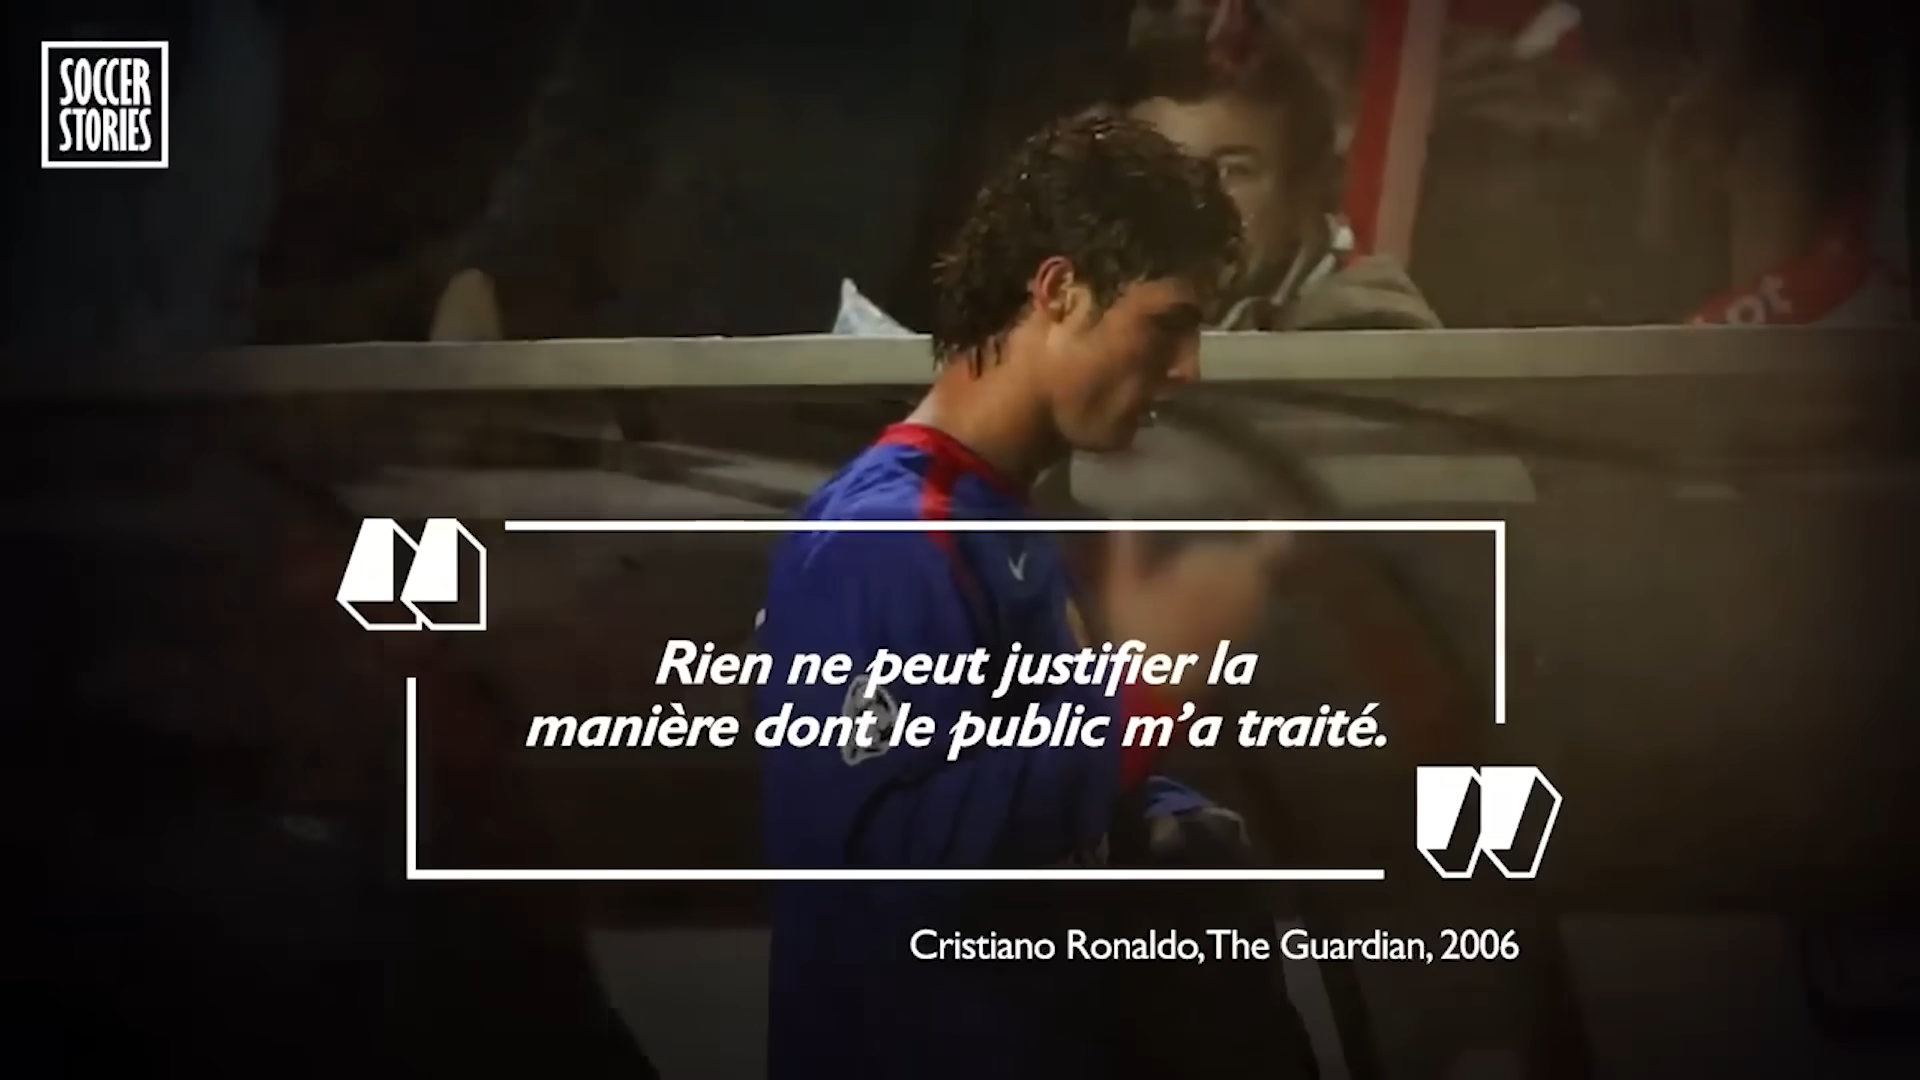 SOCCER
STORIES
Rien ne peut justifier la
manière dont le public m’a traité.
Cristiano Ronaldo, The Guardian, 2006